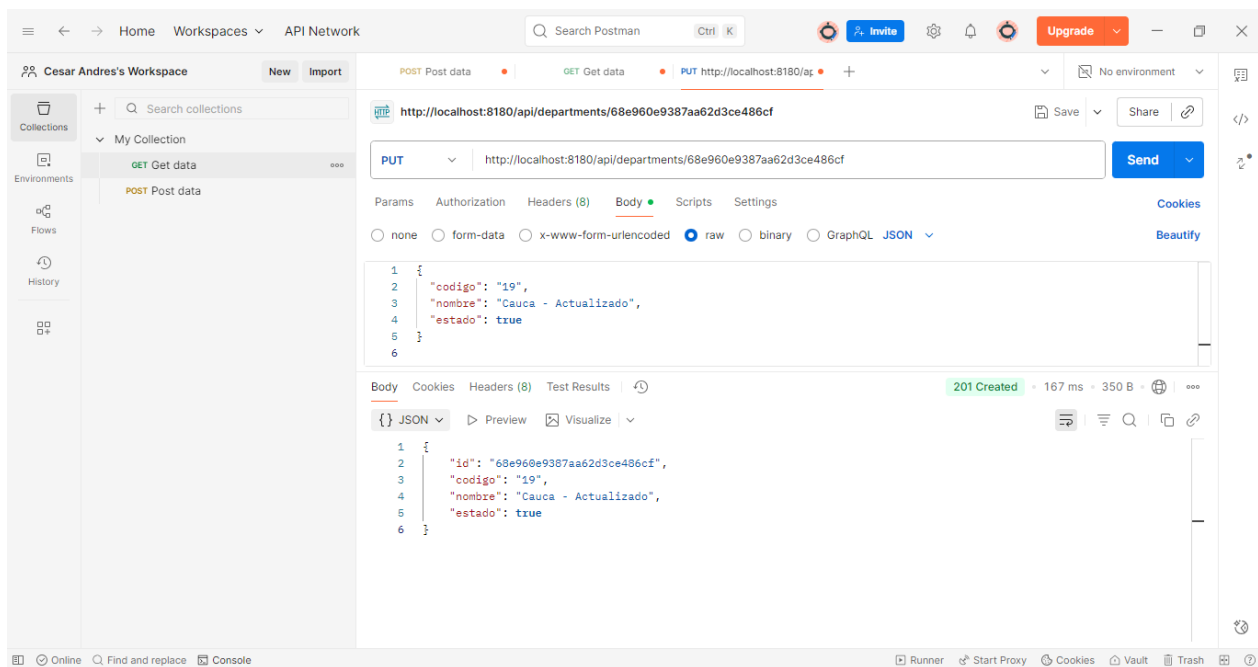 Home Workspaces API Network Search Postman Ctrl K Invite Upgrade
Cesar Andres's Workspace New Import POST Post data GET Get data PUT http://localhost:8180/ap No environment
Collections
Search collections
My Collection
GET Get data
POST Post data
Environments
Flows
History
HTTP http://localhost:8180/api/departments/68e960e9387aa62d3ce486cf Save Share
PUT http://localhost:8180/api/departments/68e960e9387aa62d3ce486cf Send
Params Authorization Headers (8) Body Scripts Settings Cookies
none form-data x-www-form-urlencoded raw binary GraphQL JSON Beautify
1 {
2 "codigo": "19",
3 "nombre": "Cauca - Actualizado",
4 "estado": true
5 }
6
Body Cookies Headers (8) Test Results 201 Created 167 ms 350 B
{} JSON Preview Visualize
1 {
2 "id": "68e960e9387aa62d3ce486cf",
3 "codigo": "19",
4 "nombre": "Cauca - Actualizado",
5 "estado": true
6 }
Online Find and replace Console Runner Start Proxy Cookies Vault Trash